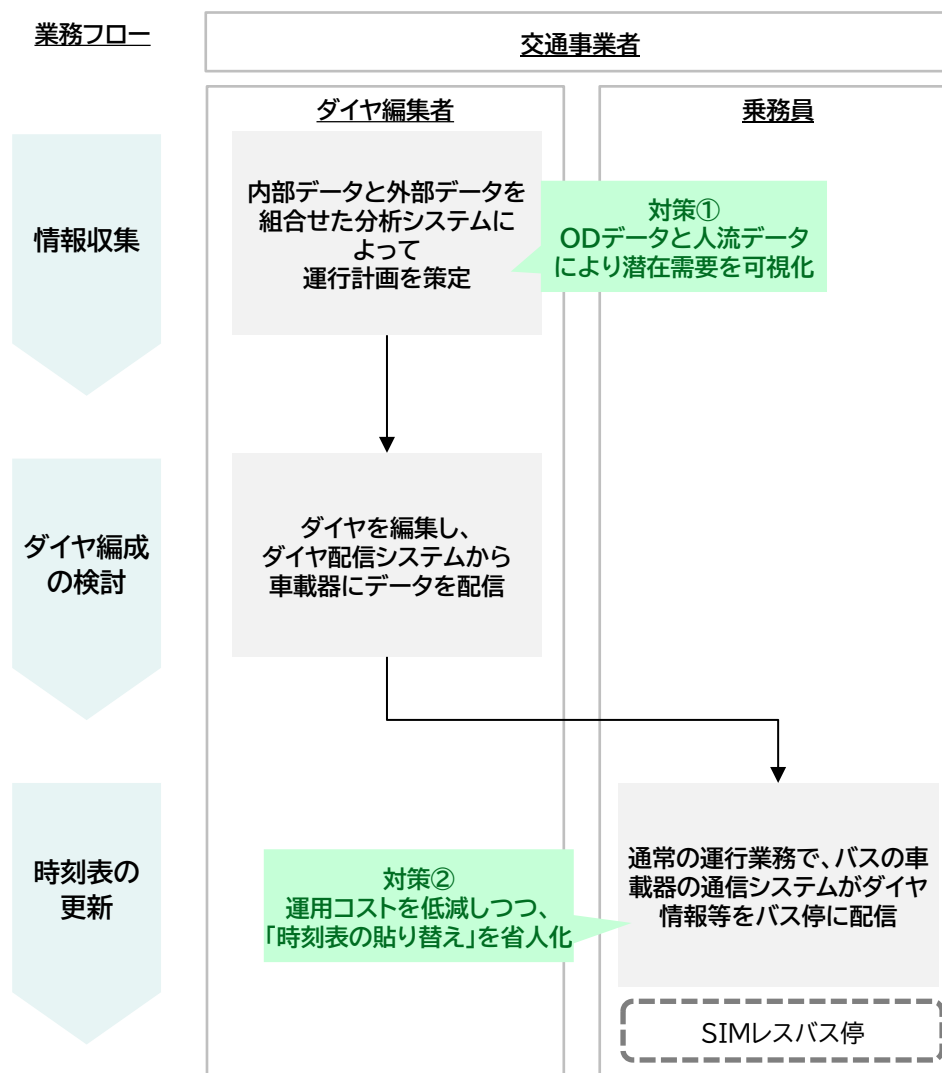 業務フロー
交通事業者
ダイヤ編集者
乗務員
情報収集
内部データと外部データを
組合せた分析システムに
よって
運行計画を策定
対策①
ODデータと人流データ
により潜在需要を可視化
ダイヤ編成
の検討
ダイヤを編集し、
ダイヤ配信システムから
車載器にデータを配信
時刻表の
更新
対策②
運用コストを低減しつつ、
「時刻表の貼り替え」を省人化
通常の運行業務で、バスの車
載器の通信システムがダイヤ
情報等をバス停に配信
SIMレスバス停